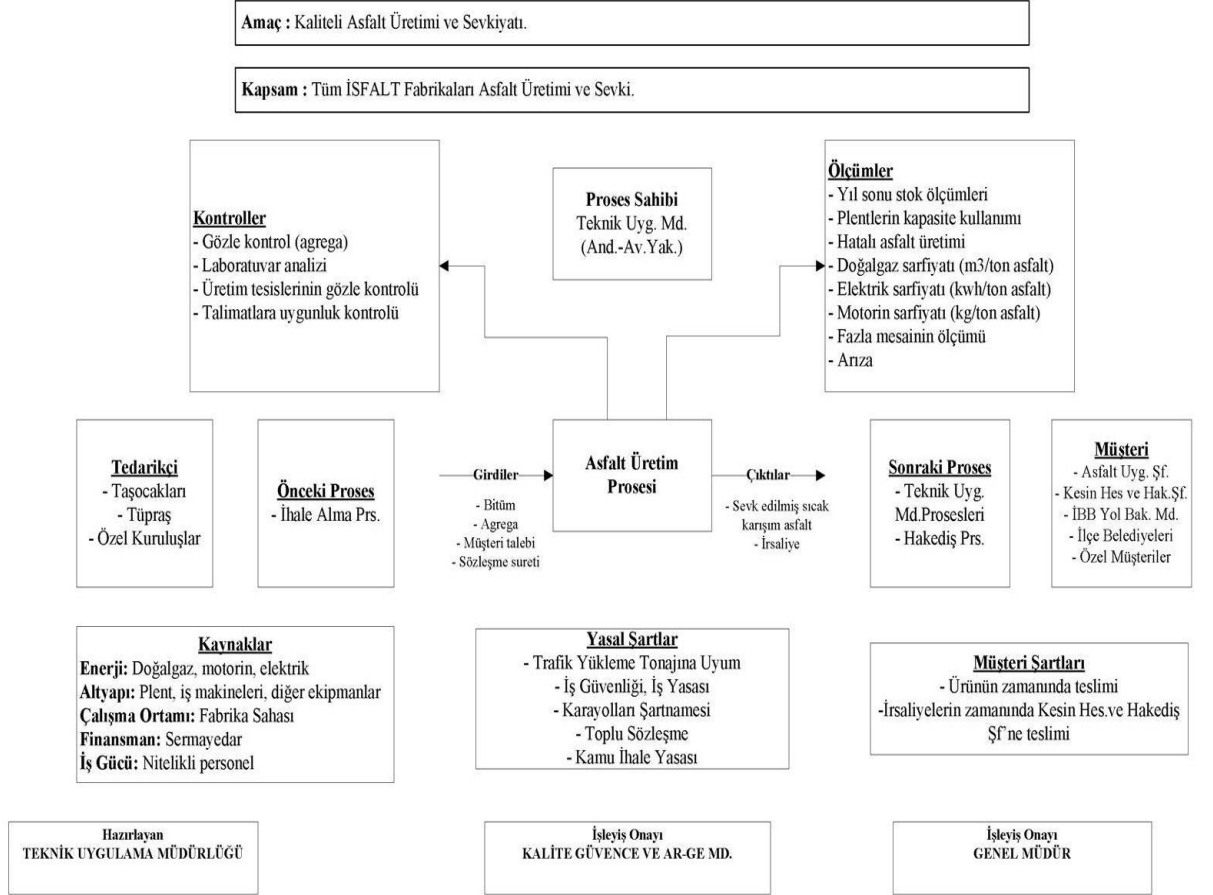 Amaç : Kaliteli Asfalt Üretimi ve Sevkiyatı.
Kapsam : Tüm İSFALT Fabrikaları Asfalt Üretimi ve Sevki.
Kontroller
- Gözle kontrol (agrega)
- Laboratuvar analizi
- Üretim tesislerinin gözle kontrolü
- Talimatlara uygunluk kontrolü
Proses Sahibi
Teknik Uyg. Md.
(And.-Av.Yak.)
Ölçümler
- Yıl sonu stok ölçümleri
- Plentlerin kapasite kullanımı
- Hatalı asfalt üretimi
- Doğalgaz sarfiyatı (m3/ton asfalt)
- Elektrik sarfiyatı (kwh/ton asfalt)
- Motorin sarfiyatı (kg/ton asfalt)
- Fazla mesainin ölçümü
- Arıza
Tedarikçi
- Taşocakları
- Tüpraş
- Özel Kuruluşlar
Önceki Proses
- İhale Alma Prs.
Girdiler
- Bitüm
- Agrega
- Müşteri talebi
- Sözleşme sureti
Asfalt Üretim
Prosesi
Çıktılar
- Sevk edilmiş sıcak
karışım asfalt
- İrsaliye
Sonraki Proses
- Teknik Uyg.
Md.Prosesleri
- Hakediş Prs.
Müşteri
- Asfalt Uyg. Şf.
- Kesin Hes ve Hak.Şf.
- İBB Yol Bak. Md.
- İlçe Belediyeleri
- Özel Müşteriler
Kaynaklar
Enerji: Doğalgaz, motorin, elektrik
Altyapı: Plent, iş makineleri, diğer ekipmanlar
Çalışma Ortamı: Fabrika Sahası
Finansman: Sermayedar
İş Gücü: Nitelikli personel
Yasal Şartlar
- Trafik Yükleme Tonajına Uyum
- İş Güvenliği, İş Yasası
- Karayolları Şartnamesi
- Toplu Sözleşme
- Kamu İhale Yasası
Müşteri Şartları
- Ürünün zamanında teslimi
-İrsaliyelerin zamanında Kesin Hes.ve Hakediş
Şf'ne teslimi
Hazırlayan
TEKNİK UYGULAMA MÜDÜRLÜĞÜ
İşleyiş Onayı
KALİTE GÜVENCE VE AR-GE MD.
İşleyiş Onayı
GENEL MÜDÜR